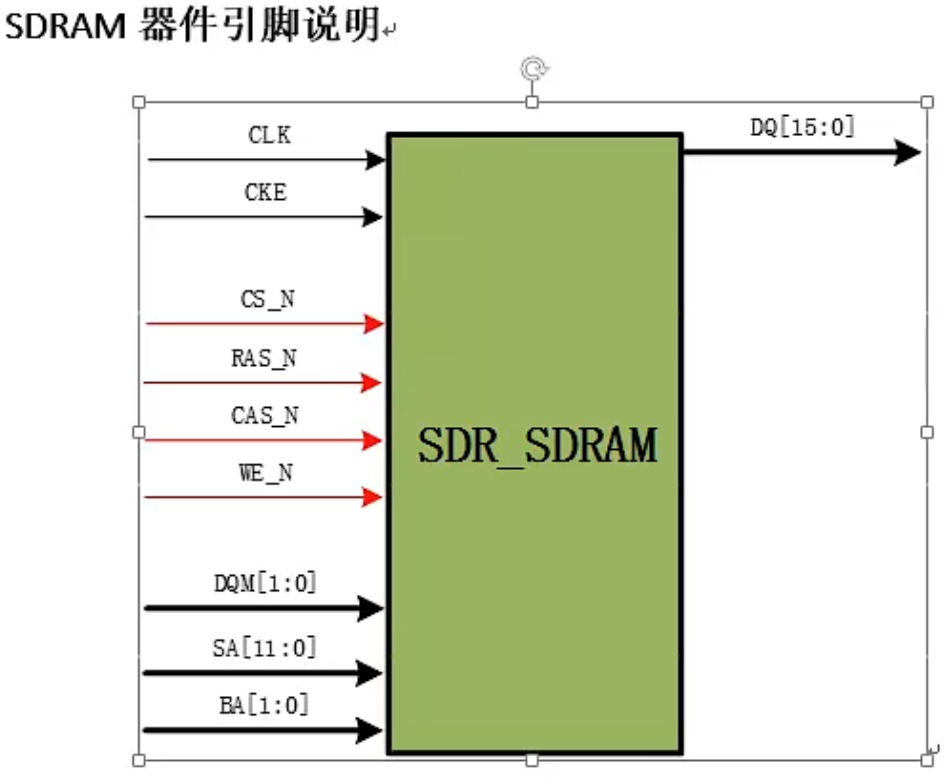 SDRAM 器件引脚说明
CLK
DQ[15:0]
CKE
CS_N
RAS_N
CAS_N
SDR_SDRAM
WE_N
DQM[1:0]
SA[11:0]
BA[1:0]